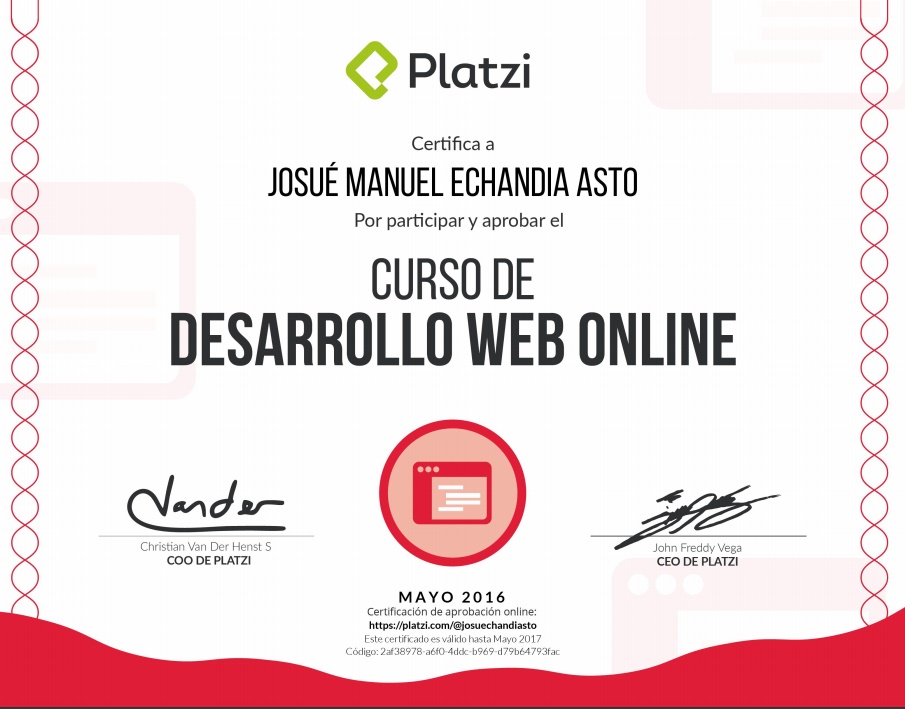 Platzi
Certifica a
JOSUÉ MANUEL ECHANDIA ASTO
Por participar y aprobar el
CURSO DE
DESARROLLO WEB ONLINE
Vander
Christian Van Der Henst S
COO DE PLATZI
John Freddy Vega
CEO DE PLATZI
MAYO 2016
Certificación de aprobación online:
https://platzi.com/@josuechandiasto
Este certificado es válido hasta Mayo 2017
Código: 2af38978-a6f0-4ddc-b969-d79b64793fac